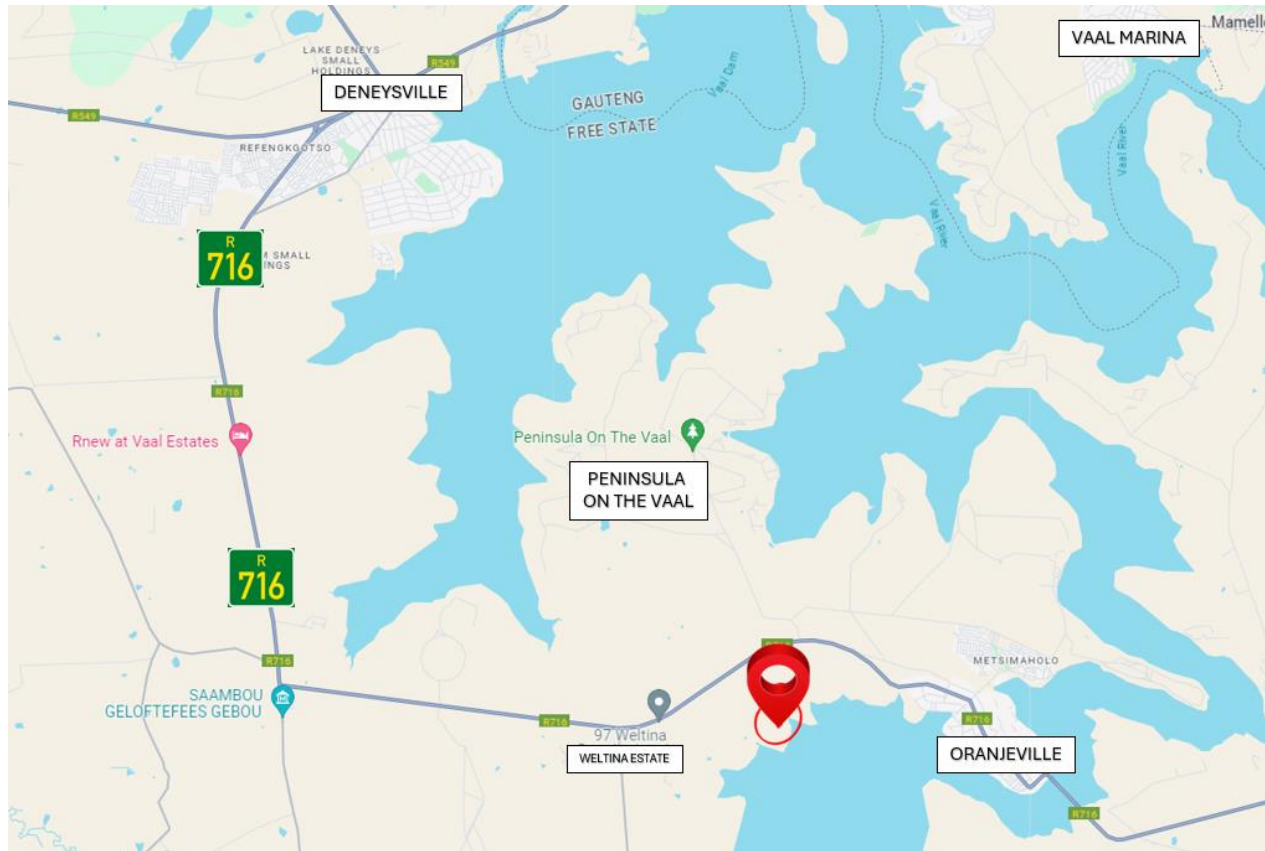 VAAL MARINA
LAKE DENEYS
SMALL
HOLDINGS
R549
DENEYSVILLE
Vaal Dam
GAUTENG
FREE STATE
R549
REFENGKGOTSO
Vaal River
Vaal River
R
716
SMALL
R716
Rnew at Vaal Estates
Peninsula On The Vaal
PENINSULA
ON THE VAAL
R
716
R716
SAAMBOU
GELOFTEFEES GEBOU
R716
97 Weltina
WELTINA ESTATE
METSIMAHOLO
R716
ORANJEVILLE
R716